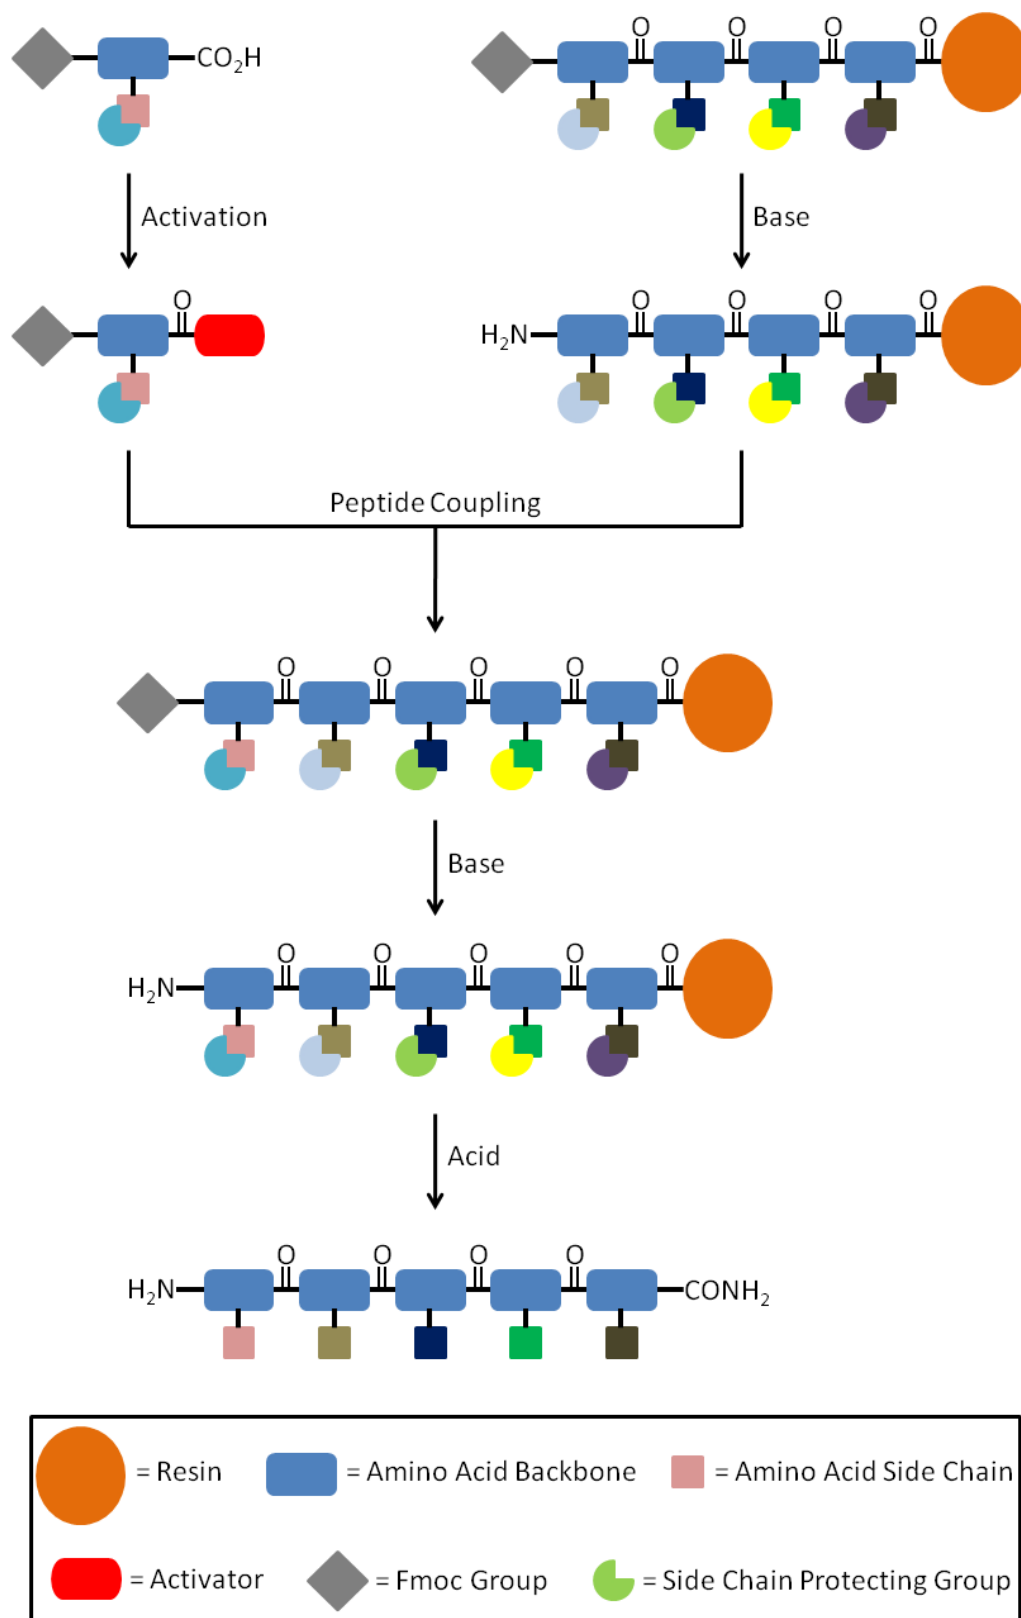 CO₂H
O O O O
Activation
Base
O
H₂N
O O O O
Peptide Coupling
O O O O O
Base
H₂N
O O O O O
Acid
O O O O
H₂N
CONH₂
= Resin
= Amino Acid Backbone
= Amino Acid Side Chain
= Activator
= Fmoc Group
= Side Chain Protecting Group